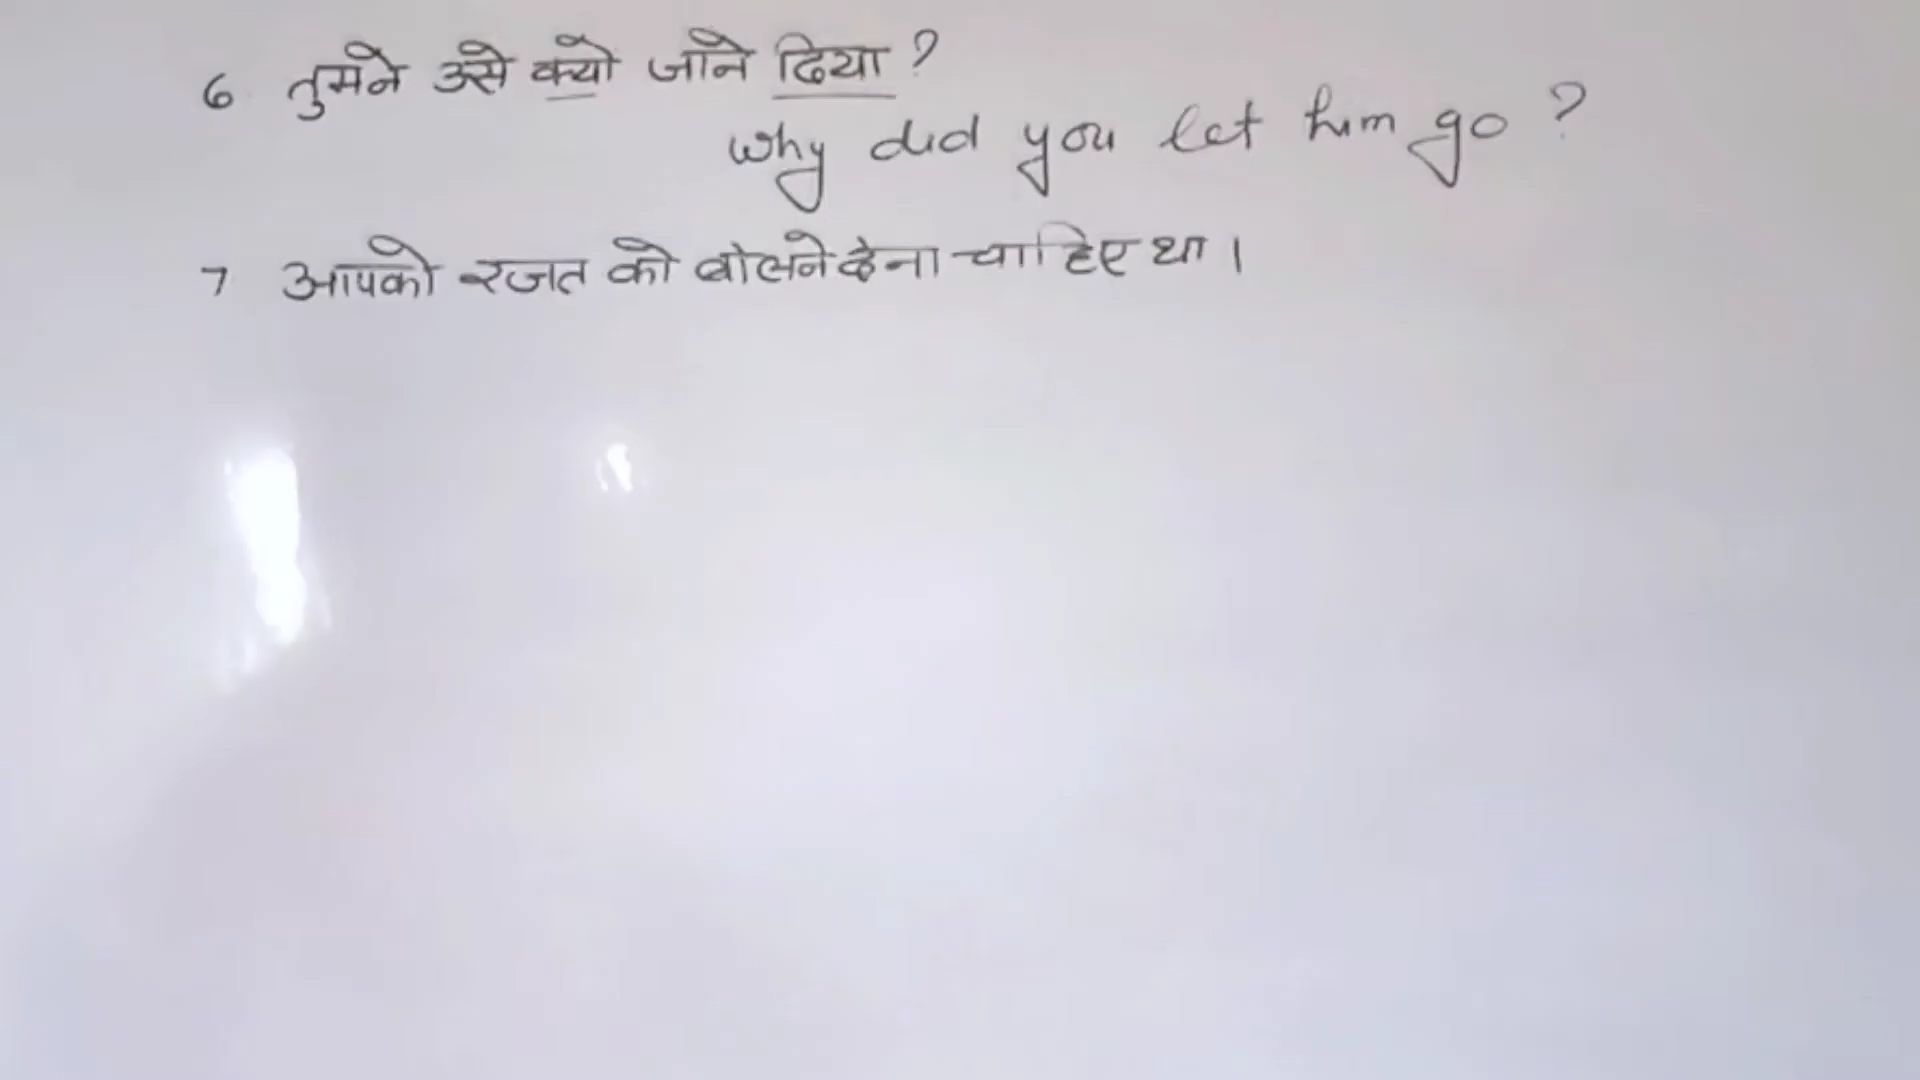 6 तुमने उसे क्यो जाने दिया ?
Why did you let him go ?
7 आपको रजत को बोलने देना चाहिए था ।